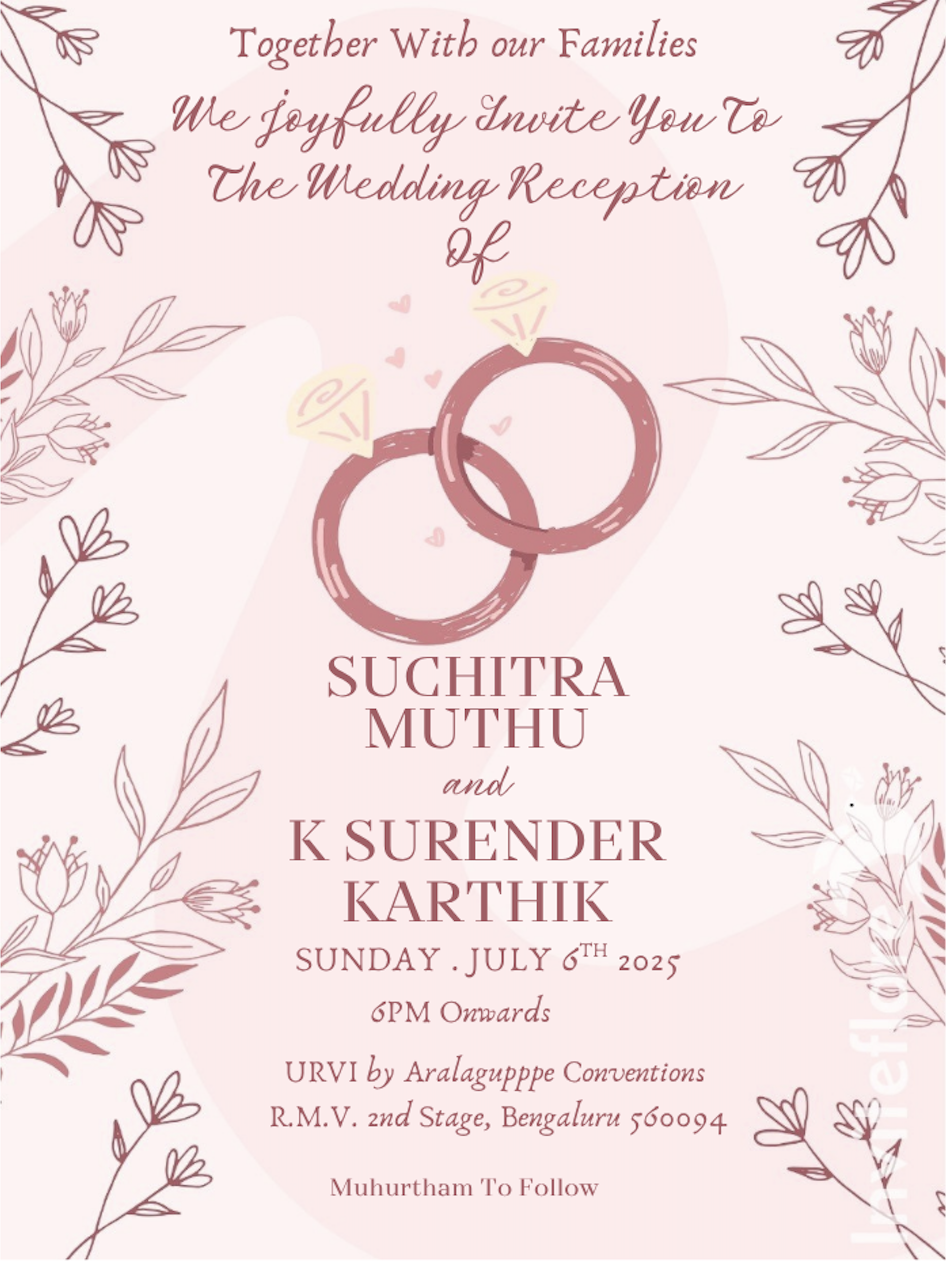 Together With our Families
We Joyfully Invite You To
The Wedding Reception
Of
SUCHITRA
MUTHU
and
K SURENDER
KARTHIK
SUNDAY . JULY 6TH 2025
6PM Onwards
URVI by Aralagupppe Conventions
R.M.V. 2nd Stage, Bengaluru 560094
Muhurtham To Follow
Inviteflore